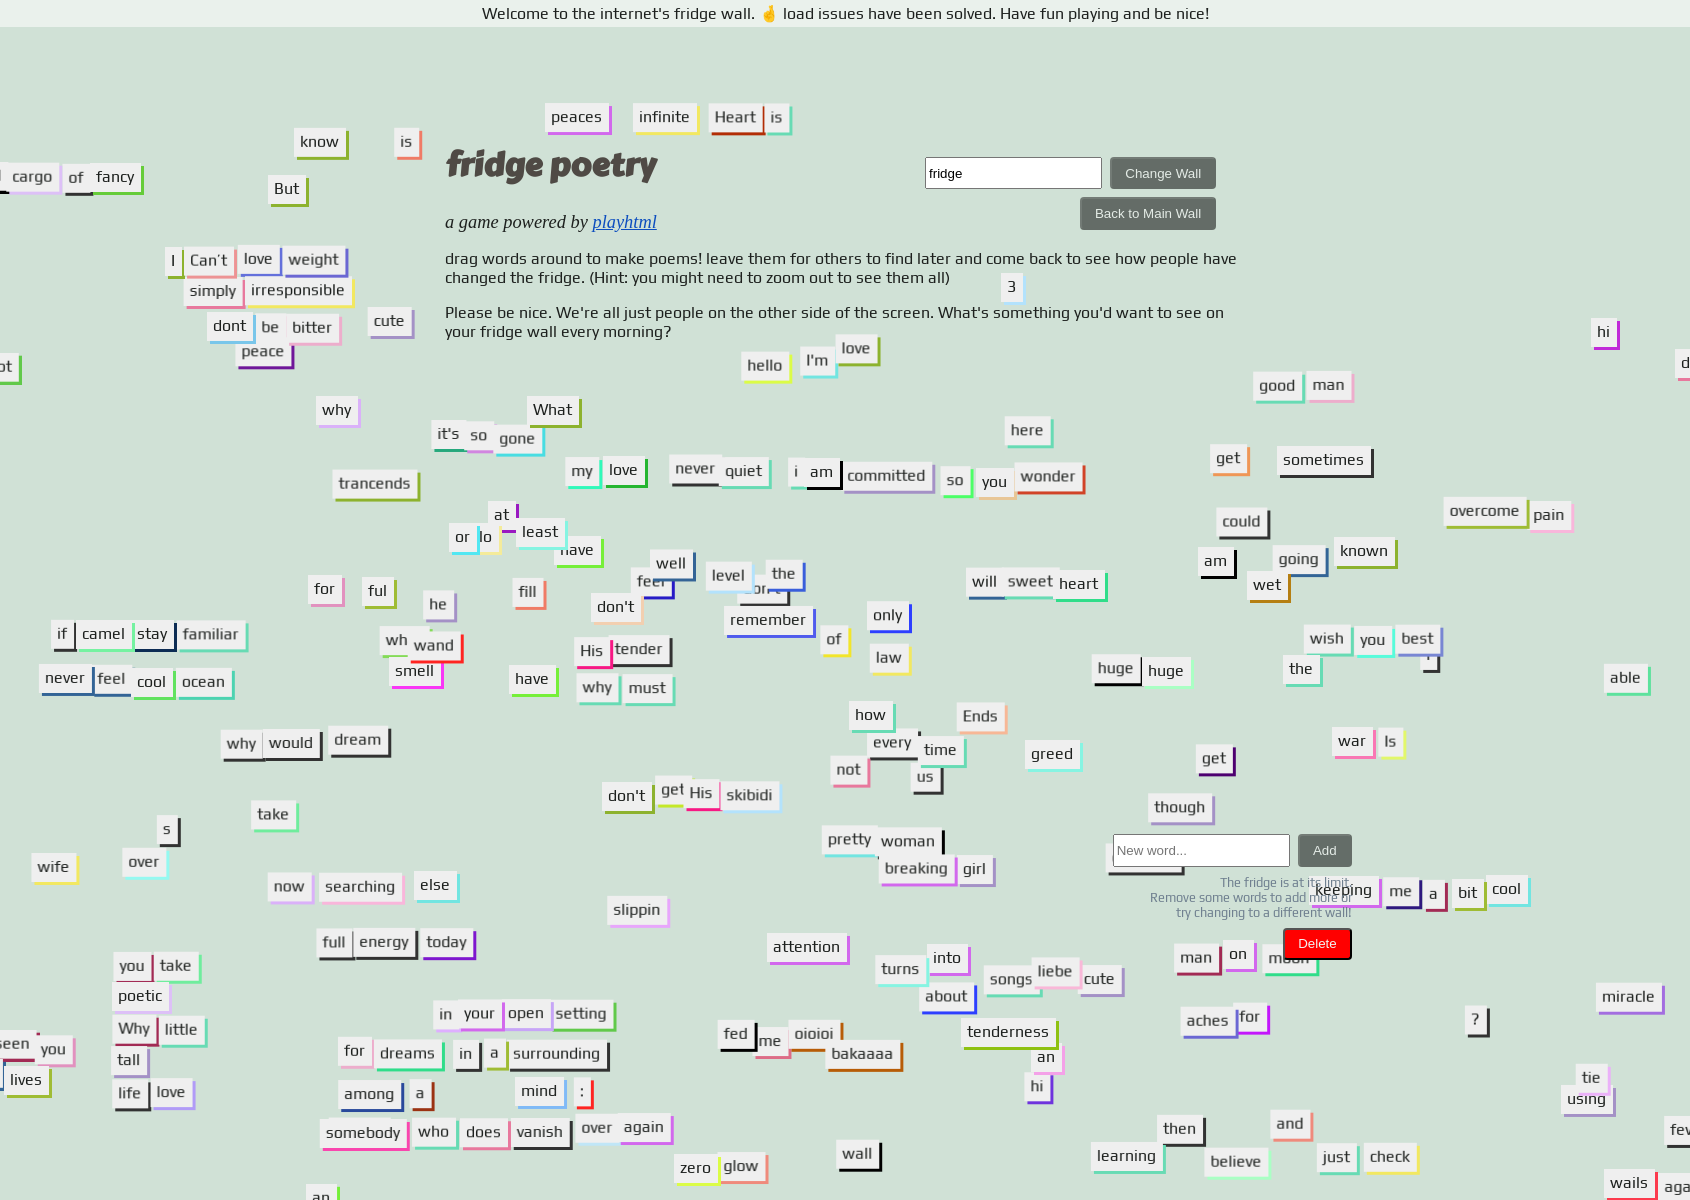 Welcome to the internet's fridge wall. 🤞 load issues have been solved. Have fun playing and be nice!
peaces infinite Heart is
know is
fridge poetry
fridge Change Wall
cargo of fancy
But
Back to Main Wall
a game powered by playhtml
I Can't love weight
drag words around to make poems! leave them for others to find later and come back to see how people have
changed the fridge. (Hint: you might need to zoom out to see them all)
simply irresponsible
3
Please be nice. We're all just people on the other side of the screen. What's something you'd want to see on
your fridge wall every morning?
dont be bitter cute
peace
hi
hello I'm love
good man
why What
it's so gone
here
get sometimes
my love never quiet i am committed so you wonder
trancends
at least
or lo
have
could
overcome pain
am going known
wet
well
level the
for ful he fill feel
don't
remember
will sweet heart
only
of
law
if camel stay familiar
wand
smell
His tender
wish you best
the
never feel cool ocean
have why must
huge huge
able
how Ends
why would dream
every time
not us
greed
get
war Is
don't get His skibidi
though
take
s
over
wife
pretty woman
breaking girl
New word... Add
The fridge is at its limit.
Remove some words to add more or
try changing to a different wall!
Delete
keeping me a bit cool
now searching else
slippin
full energy today
attention
turns into
about
songs liebe cute
man on moon
you take
poetic
Why little
tall
life love
seen you
lives
in your open setting
for dreams in a surrounding
among a mind :
somebody who does vanish over again
zero glow
fed me oioioi
bakaaaa
tenderness
an
hi
aches for
?
miracle
tie
using
wall
then and
learning believe just check
few
wails
an